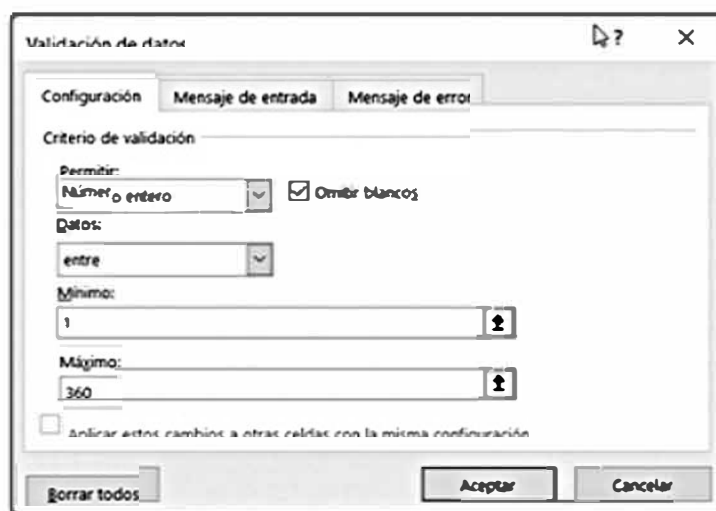 Validación de datos ? ×
Configuración Mensaje de entrada Mensaje de error
Criterio de validación
Permitir:
Número entero Omitir blancos
Datos:
entre
Mínimo:
1
Máximo:
360
Aplicar estos cambios a otras celdas con la misma configuración
Borrar todos Aceptar Cancelar